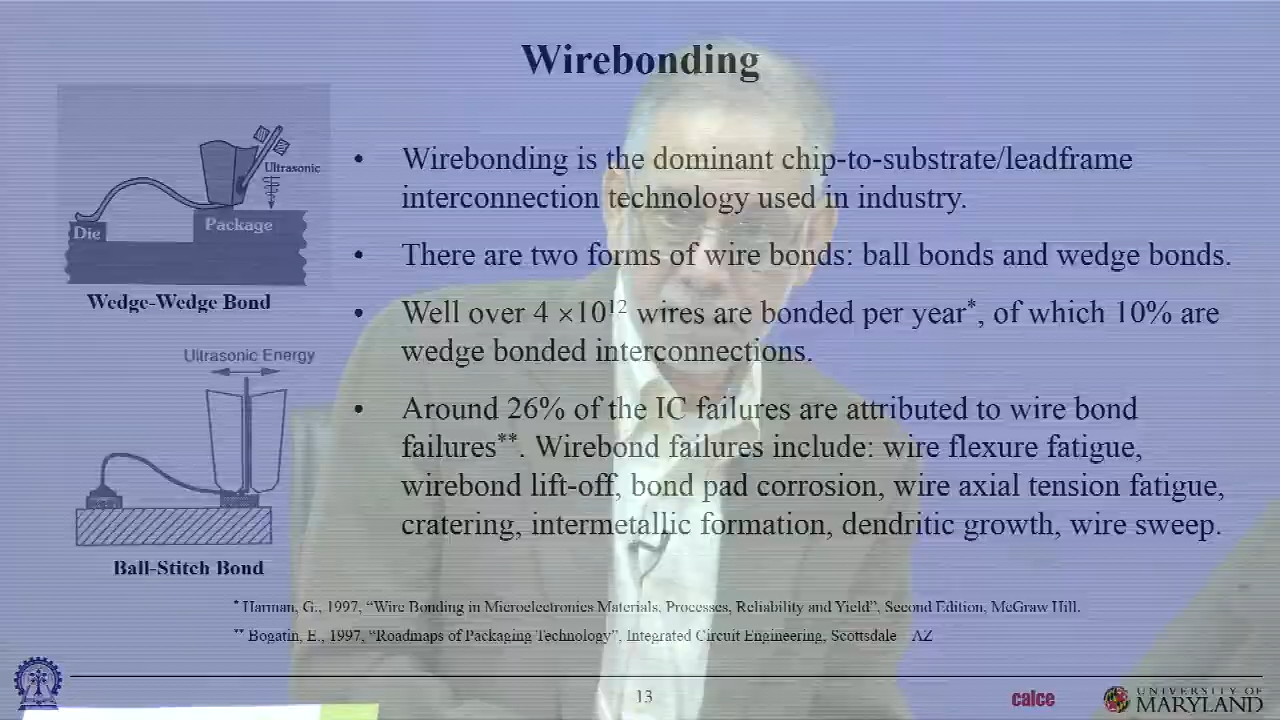 Wirebonding
Ultrasonic
Die
Package
Wedge-Wedge Bond
Ultrasonic Energy
Ball-Stitch Bond
• Wirebonding is the dominant chip-to-substrate/leadframe
interconnection technology used in industry.
• There are two forms of wire bonds: ball bonds and wedge bonds.
• Well over 4 ×10¹² wires are bonded per year*, of which 10% are
wedge bonded interconnections.
• Around 26% of the IC failures are attributed to wire bond
failures**. Wirebond failures include: wire flexure fatigue,
wirebond lift-off, bond pad corrosion, wire axial tension fatigue,
cratering, intermetallic formation, dendritic growth, wire sweep.
* Harman, G., 1997, “Wire Bonding in Microelectronics Materials, Processes, Reliability and Yield”, Second Edition, McGraw Hill.
** Bogatin, E., 1997, “Roadmaps of Packaging Technology”, Integrated Circuit Engineering, Scottsdale AZ
13
calce
UNIVERSITY OF
MARYLAND